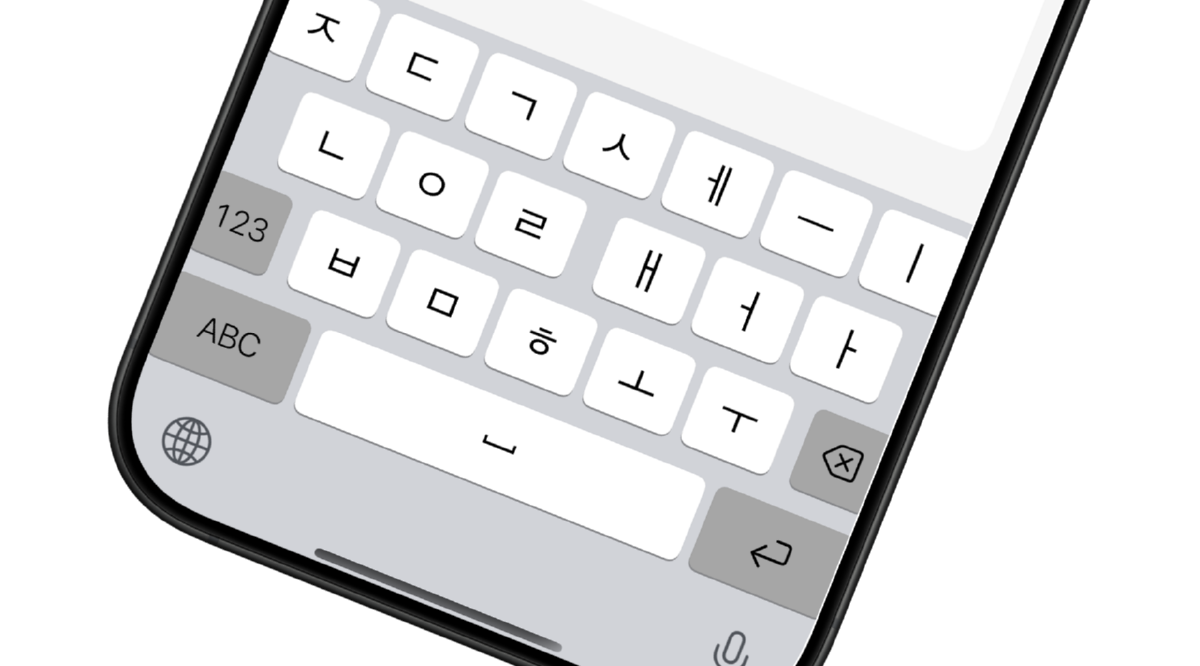 ㅈ ㄷ ㄱ ㅅ ㅔ ㅡ ㅣ
ㄴ ㅇ ㄹ ㅐ ㅓ ㅏ
123 ㅂ ㅁ ㅎ ㅗ ㅜ
ABC